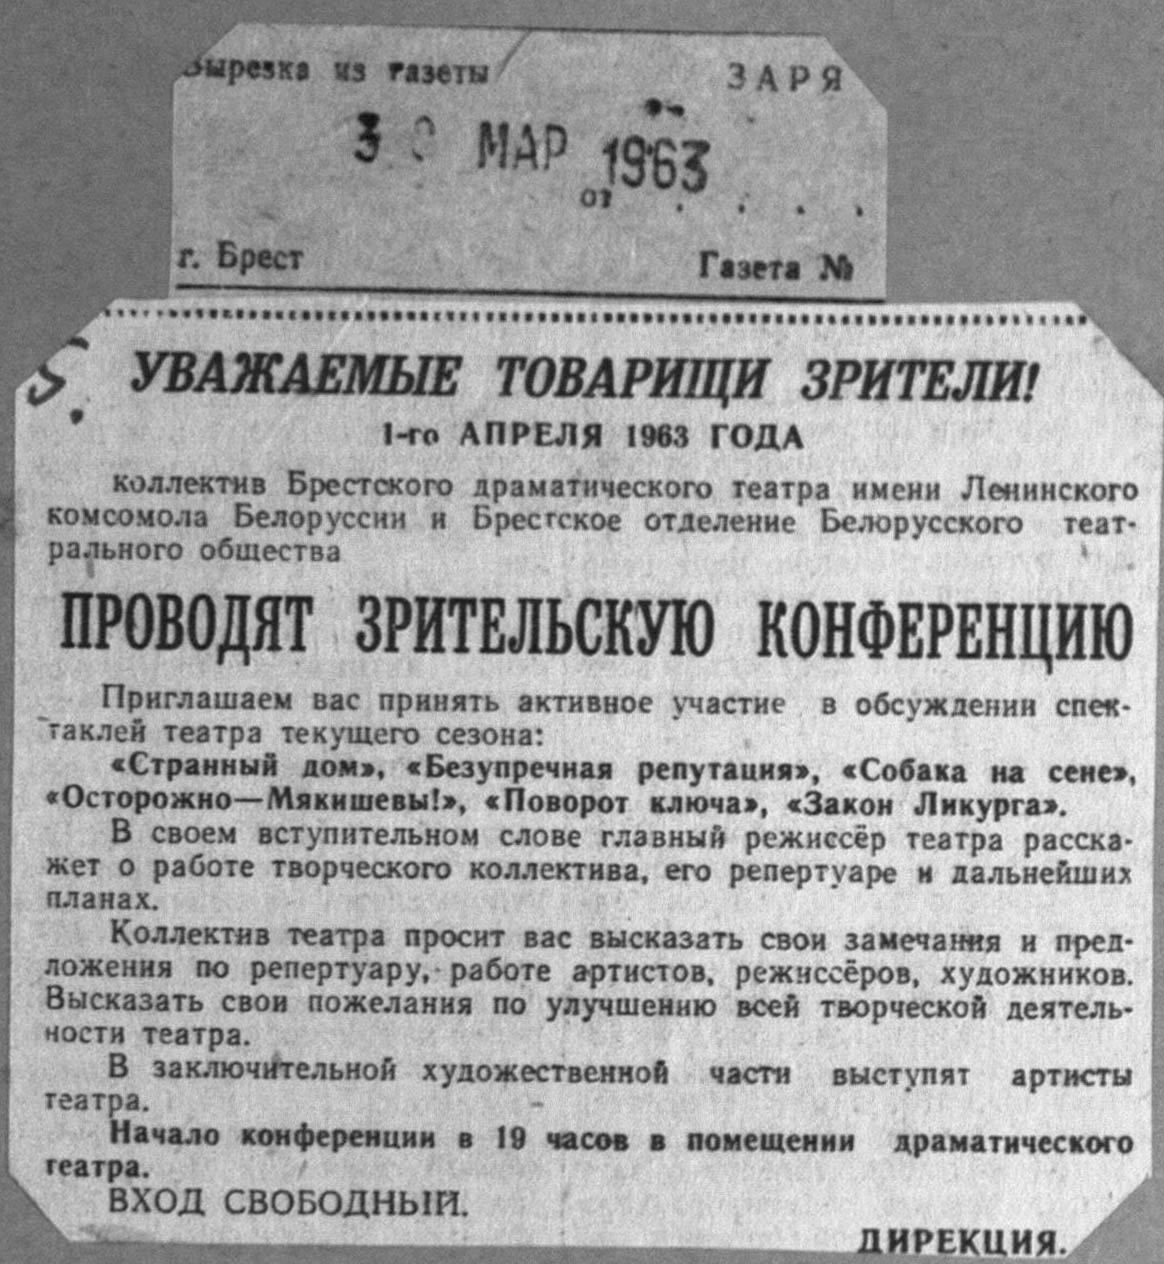 Вырезка из газеты ЗАРЯ
30 МАР 1963
от . . . .
г. Брест Газета №
УВАЖАЕМЫЕ ТОВАРИЩИ ЗРИТЕЛИ!
1-го АПРЕЛЯ 1963 ГОДА
коллектив Брестского драматического театра имени Ленинского
комсомола Белоруссии и Брестское отделение Белорусского теат-
рального общества
ПРОВОДЯТ ЗРИТЕЛЬСКУЮ КОНФЕРЕНЦИЮ
Приглашаем вас принять активное участие в обсуждении спек-
таклей театра текущего сезона:
«Странный дом», «Безупречная репутация», «Собака на сене»,
«Осторожно—Мякишевы!», «Поворот ключа», «Закон Ликурга».
В своем вступительном слове главный режиссёр театра расска-
жет о работе творческого коллектива, его репертуаре и дальнейших
планах.
Коллектив театра просит вас высказать свои замечания и пред-
ложения по репертуару, работе артистов, режиссёров, художников.
Высказать свои пожелания по улучшению всей творческой деятель-
ности театра.
В заключительной художественной части выступят артисты
театра.
Начало конференции в 19 часов в помещении драматического
театра.
ВХОД СВОБОДНЫЙ.
ДИРЕКЦИЯ.